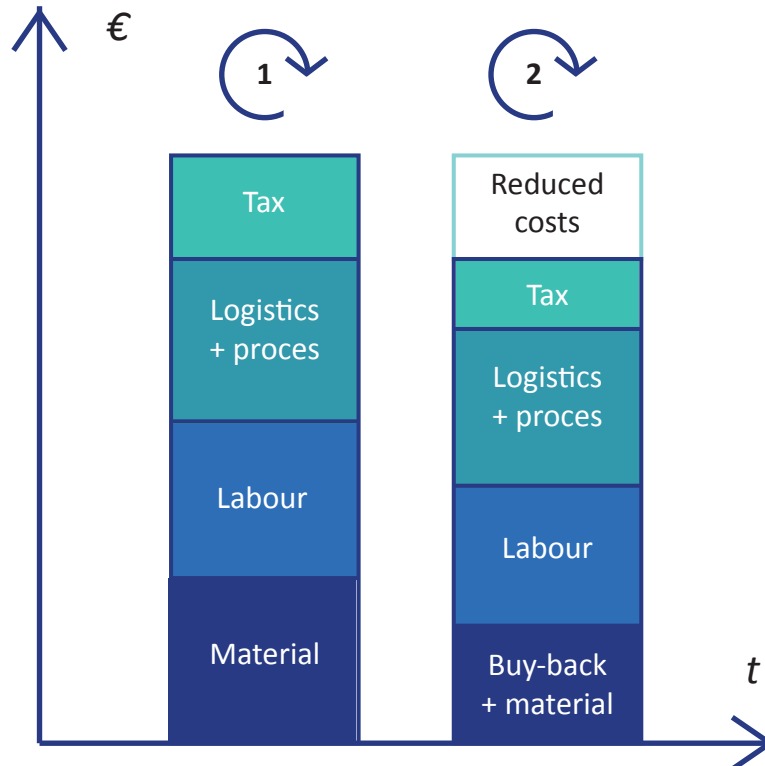 €
1
2
Tax
Logistics
+ proces
Labour
Material
Reduced
costs
Tax
Logistics
+ proces
Labour
Buy-back
+ material
t